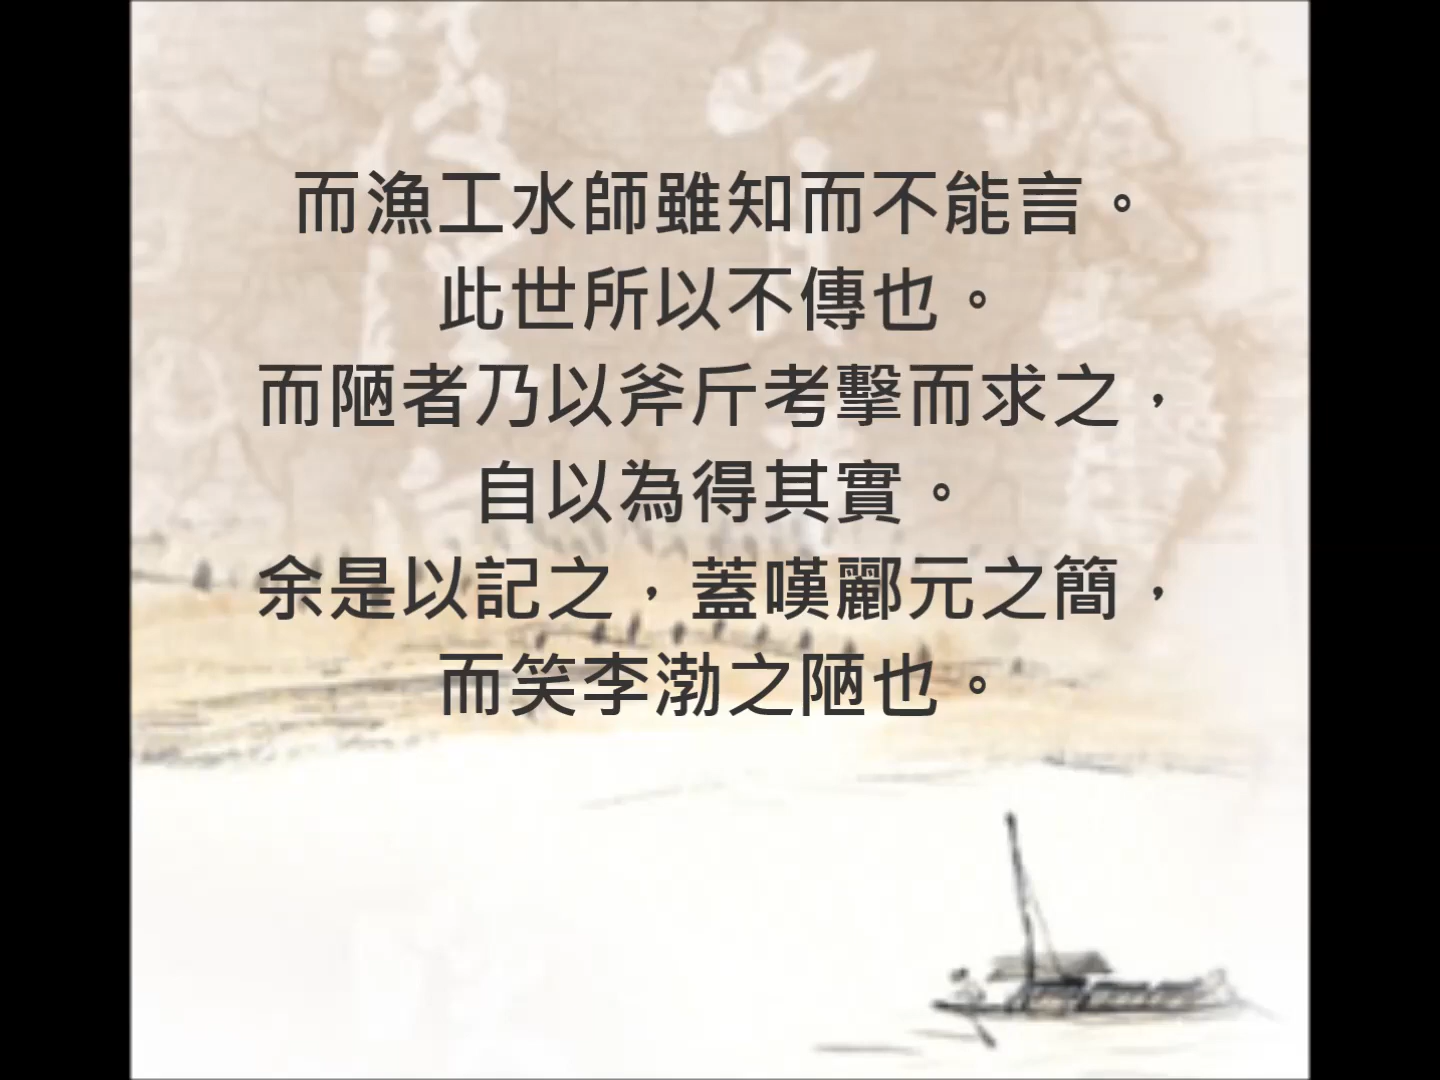 而漁工水師雖知而不能言。
此世所以不傳也。
而陋者乃以斧斤考擊而求之，
自以為得其實。
余是以記之，蓋嘆酈元之簡，
而笑李渤之陋也。